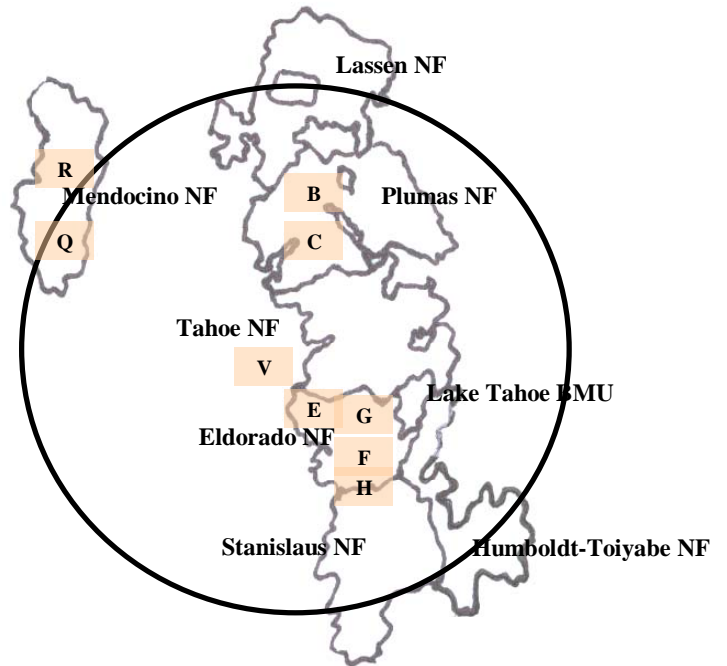 Lassen NF
R
B
Mendocino NF
Plumas NF
Q
C
Tahoe NF
V
Lake Tahoe BMU
E
G
Eldorado NF
F
H
Stanislaus NF
Humboldt-Toiyabe NF